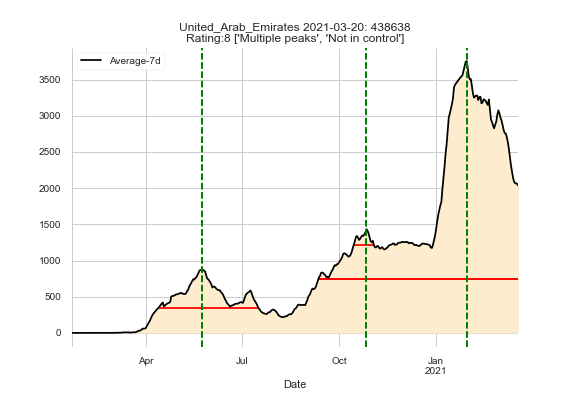 United_Arab_Emirates 2021-03-20: 438638
Rating:8 ['Multiple peaks', 'Not in control']
Average-7d
3500
3000
2500
2000
1500
1000
500
0
Apr
Jul
Oct
Jan
2021
Date